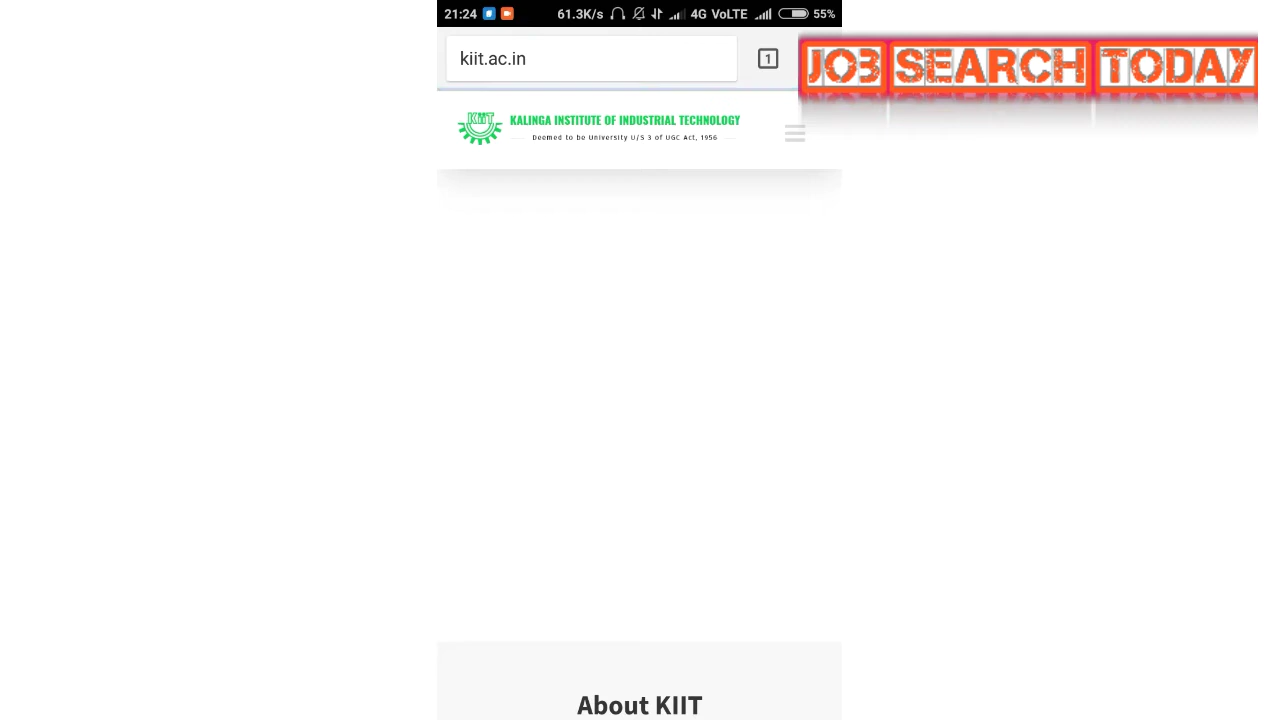 21:24 61.3K/s 4G VoLTE 55%
kiit.ac.in 1
JOB SEARCH TODAY
KIIT KALINGA INSTITUTE OF INDUSTRIAL TECHNOLOGY
Deemed to be University U/S 3 of UGC Act, 1956
About KIIT